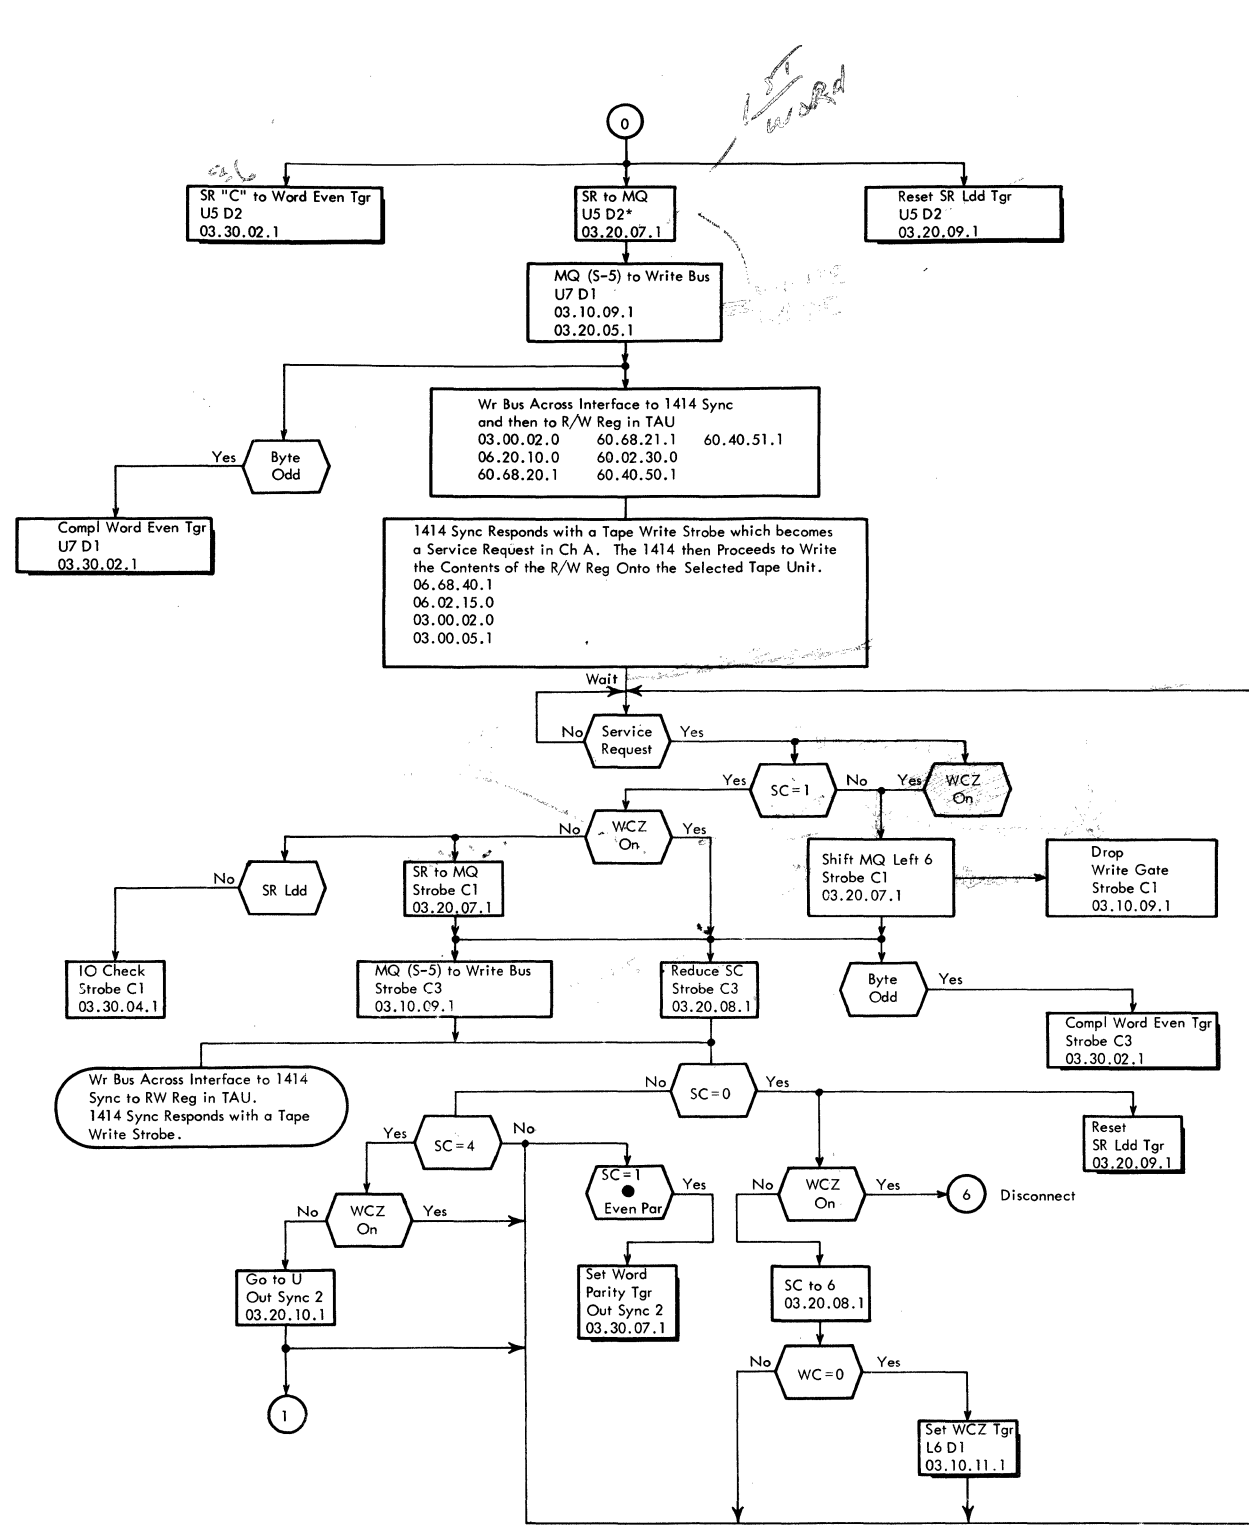 1 ST
WORD
0
SR "C" to Word Even Tgr
U5 D2
03.30.02.1
SR to MQ
U5 D2*
03.20.07.1
Reset SR Ldd Tgr
U5 D2
03.20.09.1
MQ (S-5) to Write Bus
U7 D1
03.10.09.1
03.20.05.1
Wr Bus Across Interface to 1414 Sync
and then to R/W Reg in TAU
03.00.02.0 60.68.21.1 60.40.51.1
06.20.10.0 60.02.30.0
60.68.20.1 60.40.50.1
Yes
Byte
Odd
Compl Word Even Tgr
U7 D1
03.30.02.1
1414 Sync Responds with a Tape Write Strobe which becomes
a Service Request in Ch A. The 1414 then Proceeds to Write
the Contents of the R/W Reg Onto the Selected Tape Unit.
06.68.40.1
06.02.15.0
03.00.02.0
03.00.05.1
Wait
No
Service
Request
Yes
Yes
SC=1
No
Yes
WCZ
On
No
WCZ
On
Yes
Shift MQ Left 6
Strobe C1
03.20.07.1
Drop
Write Gate
Strobe C1
03.10.09.1
No
SR Ldd
SR to MQ
Strobe C1
03.20.07.1
IO Check
Strobe C1
03.30.04.1
MQ (S-5) to Write Bus
Strobe C3
03.10.09.1
Reduce SC
Strobe C3
03.20.08.1
Byte
Odd
Yes
Compl Word Even Tgr
Strobe C3
03.30.02.1
Wr Bus Across Interface to 1414
Sync to RW Reg in TAU.
1414 Sync Responds with a Tape
Write Strobe.
No
SC=0
Yes
Reset
SR Ldd Tgr
03.20.09.1
Yes
SC=4
No
SC=1
Even Par
Yes
No
WCZ
On
Yes
6
Disconnect
No
WCZ
On
Yes
Go to U
Out Sync 2
03.20.10.1
Set Word
Parity Tgr
Out Sync 2
03.30.07.1
SC to 6
03.20.08.1
No
WC=0
Yes
1
Set WCZ Tgr
L6 D1
03.10.11.1